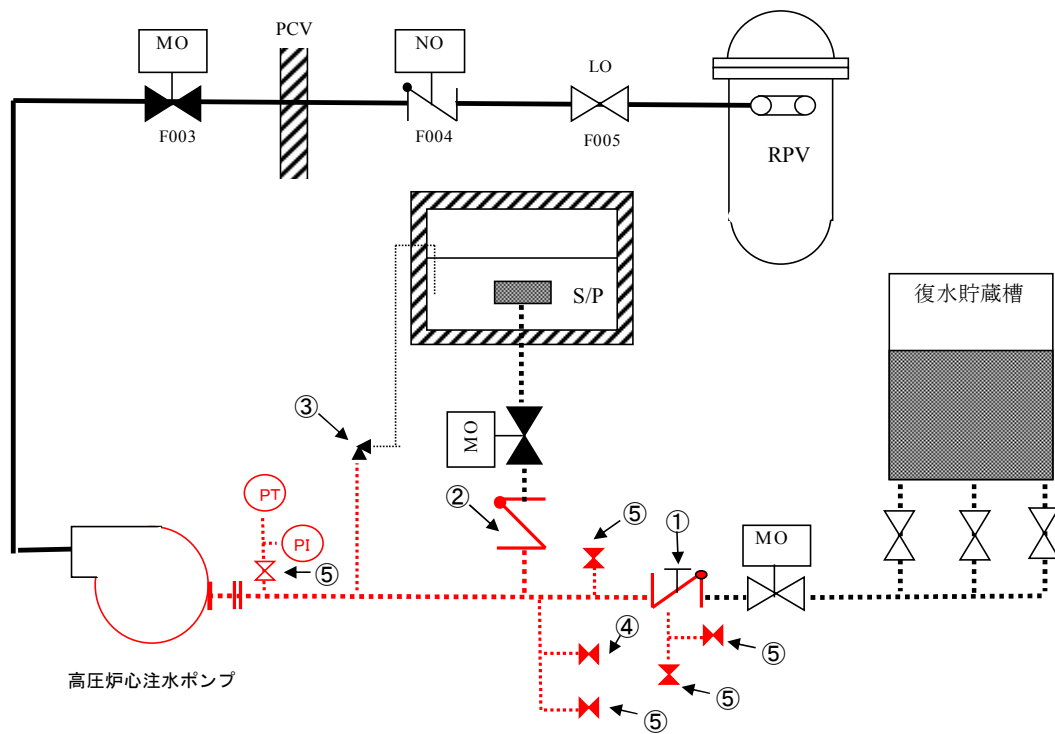 PCV
MO
NO
LO
F003
F004
F005
RPV
S/P
復水貯蔵槽
③
MO
②
⑤
①
MO
PT
PI
⑤
④
⑤
⑤
⑤
高圧炉心注水ポンプ